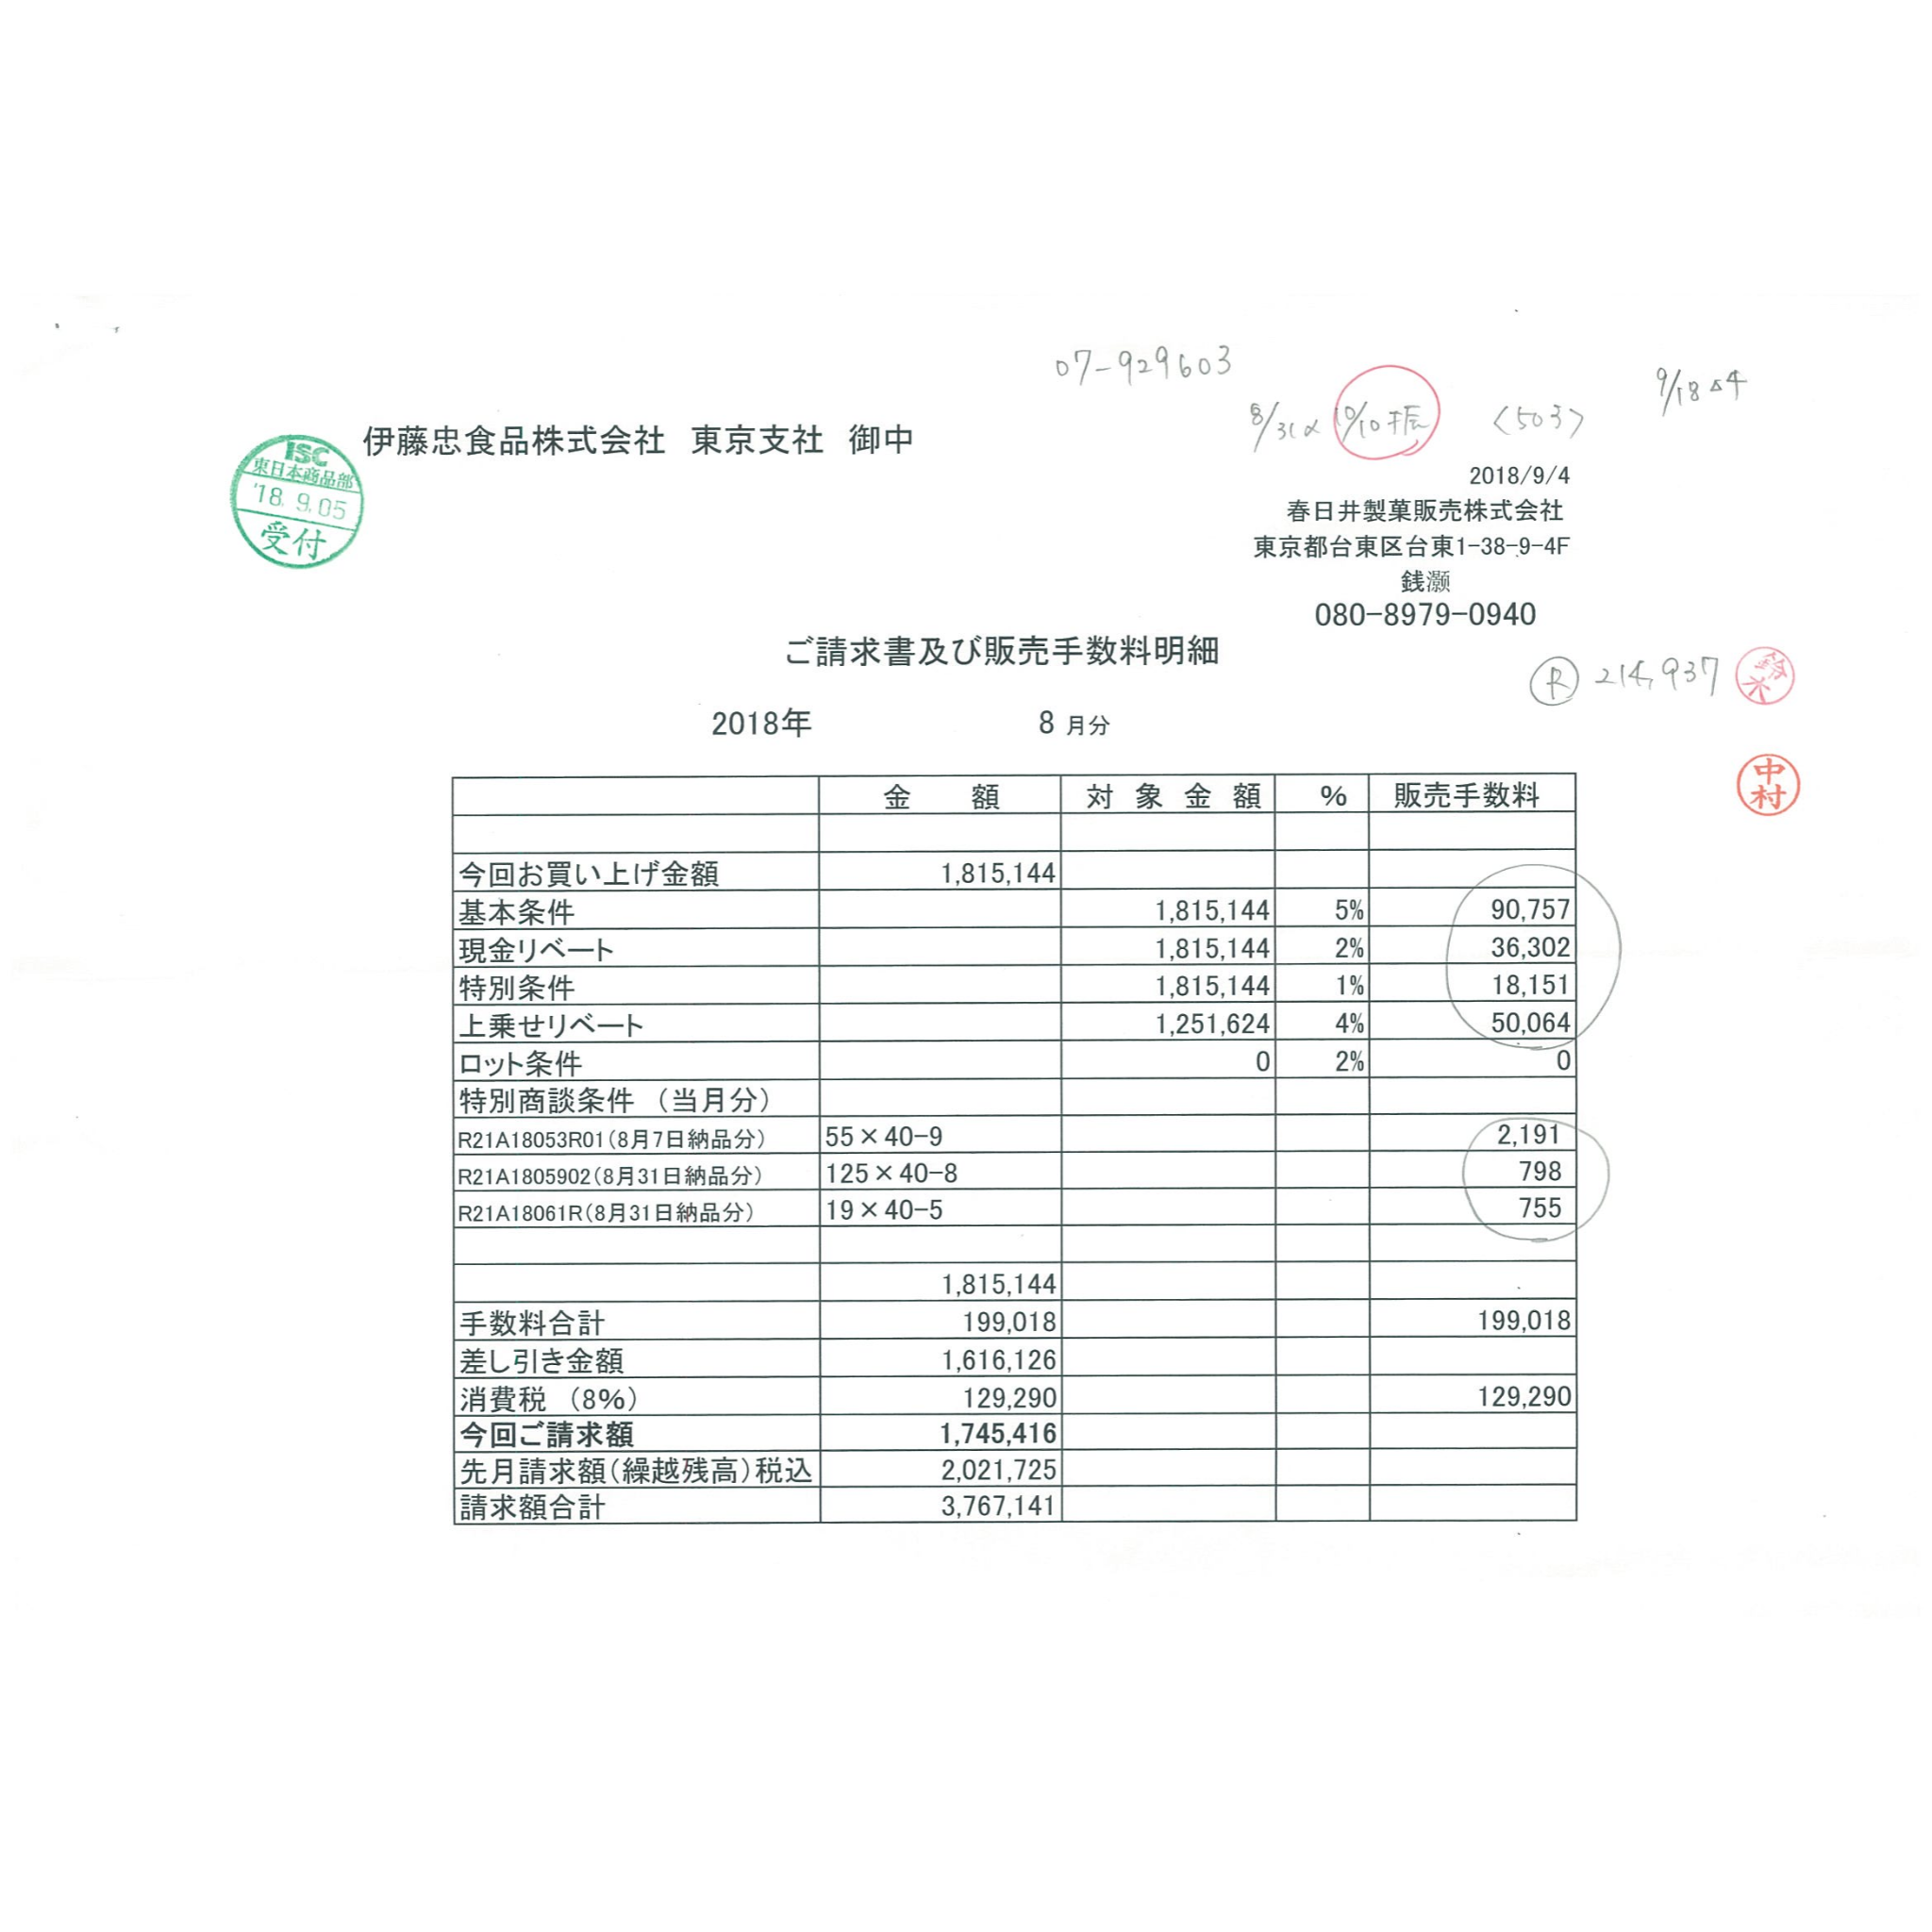 07-929603
9/18
8/31〆 10/10振 〈503〉
伊藤忠食品株式会社 東京支社 御中
ISC
東日本商品部
'18. 9. 05
受付
2018/9/4
春日井製菓販売株式会社
東京都台東区台東1-38-9-4F
銭灝
080-8979-0940
ご請求書及び販売手数料明細
Ⓡ 214,937 鈴木
2018年 8 月分
中村
金 額 対 象 金 額 % 販売手数料
今回お買い上げ金額 1,815,144
基本条件 1,815,144 5% 90,757
現金リベート 1,815,144 2% 36,302
特別条件 1,815,144 1% 18,151
上乗せリベート 1,251,624 4% 50,064
ロット条件 0 2% 0
特別商談条件 （当月分）
R21A18053R01（8月7日納品分） 55×40-9 2,191
R21A1805902（8月31日納品分） 125×40-8 798
R21A18061R（8月31日納品分） 19×40-5 755
1,815,144
手数料合計 199,018 199,018
差し引き金額 1,616,126
消費税 （8%） 129,290 129,290
今回ご請求額 1,745,416
先月請求額（繰越残高）税込 2,021,725
請求額合計 3,767,141